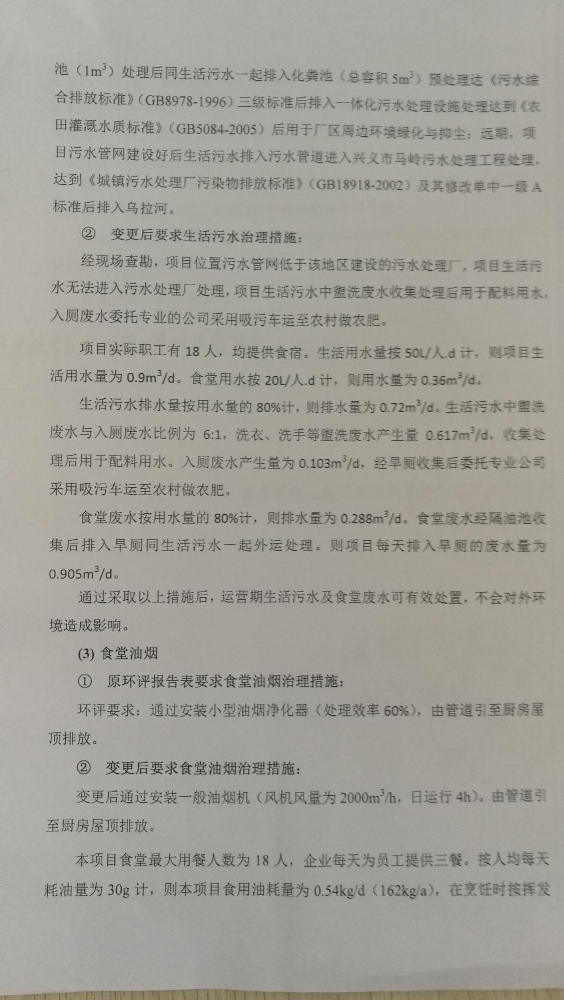 池（1m³）处理后同生活污水一起排入化粪池（总容积 5m³）预处理达《污水综
合排放标准》（GB8978-1996）三级标准后排入一体化污水处理设施处理达到《农
田灌溉水质标准》（GB5084-2005）后用于厂区周边环境绿化与抑尘；远期，项
目污水管网建设好后生活污水排入污水管道进入兴义市马岭污水处理工程处理，
达到《城镇污水处理厂污染物排放标准》（GB18918-2002）及其修改单中一级 A
标准后排入乌拉河。
② 变更后要求生活污水治理措施：
经现场查勘，项目位置污水管网低于该地区建设的污水处理厂，项目生活污
水无法进入污水处理厂处理，项目生活污水中盥洗废水收集处理后用于配料用水，
入厕废水委托专业的公司采用吸污车运至农村做农肥。
项目实际职工有 18 人，均提供食宿。生活用水量按 50L/人.d 计，则项目生
活用水量为 0.9m³/d。食堂用水按 20L/人.d 计，则用水量为 0.36m³/d。
生活污水排水量按用水量的 80%计，则排水量为 0.72m³/d。生活污水中盥洗
废水与入厕废水比例为 6:1，洗衣、洗手等盥洗废水产生量 0.617m³/d，收集处
理后用于配料用水。入厕废水产生量为 0.103m³/d，经旱厕收集后委托专业公司
采用吸污车运至农村做农肥。
食堂废水按用水量的 80%计，则排水量为 0.288m³/d。食堂废水经隔油池收
集后排入旱厕同生活污水一起外运处理。则项目每天排入旱厕的废水量为
0.905m³/d。
通过采取以上措施后，运营期生活污水及食堂废水可有效处置，不会对外环
境造成影响。
(3) 食堂油烟
① 原环评报告表要求食堂油烟治理措施：
环评要求：通过安装小型油烟净化器（处理效率 60%），由管道引至厨房屋
顶排放。
② 变更后要求食堂油烟治理措施：
变更后通过安装一般油烟机（风机风量为 2000m³/h，日运行 4h）。由管道引
至厨房屋顶排放。
本项目食堂最大用餐人数为 18 人，企业每天为员工提供三餐。按人均每天
耗油量为 30g 计，则本项目食用油耗量为 0.54kg/d（162kg/a），在烹饪时按挥发